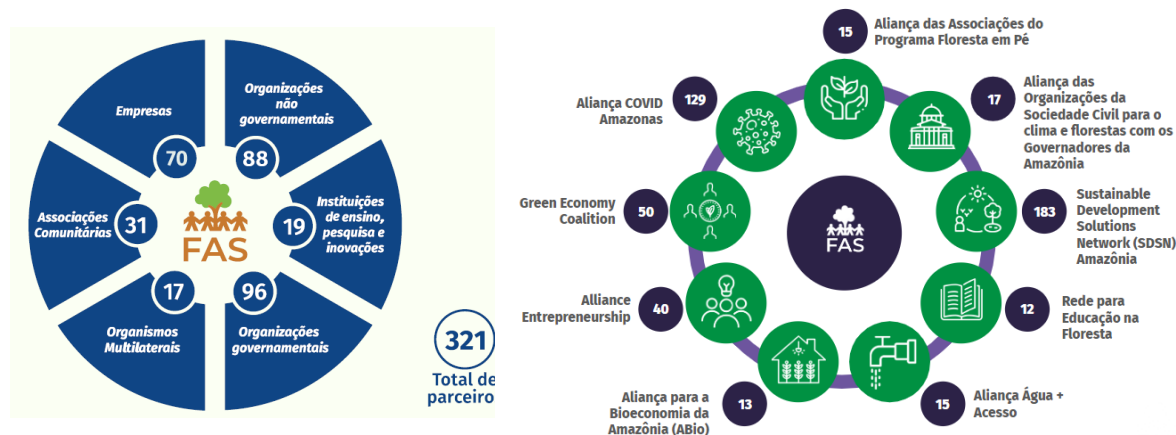 Empresas
70
Organizações
não
governamentais
88
Associações
Comunitárias
31
FAS
Instituições
de ensino,
pesquisa e
inovações
19
17
Organismos
Multilaterais
96
Organizações
governamentais
321
Total de
parceiro
15
Aliança das Associações do
Programa Floresta em Pé
Aliança COVID
Amazonas
129
17
Aliança das
Organizações da
Sociedade Civil para o
clima e florestas com os
Governadores da
Amazônia
Green Economy
Coalition
50
FAS
183
Sustainable
Development
Solutions
Network (SDSN)
Amazônia
Alliance
Entrepreneurship
40
12
Rede para
Educação na
Floresta
Aliança para a
Bioeconomia da
Amazônia (ABio)
13
15
Aliança Água +
Acesso